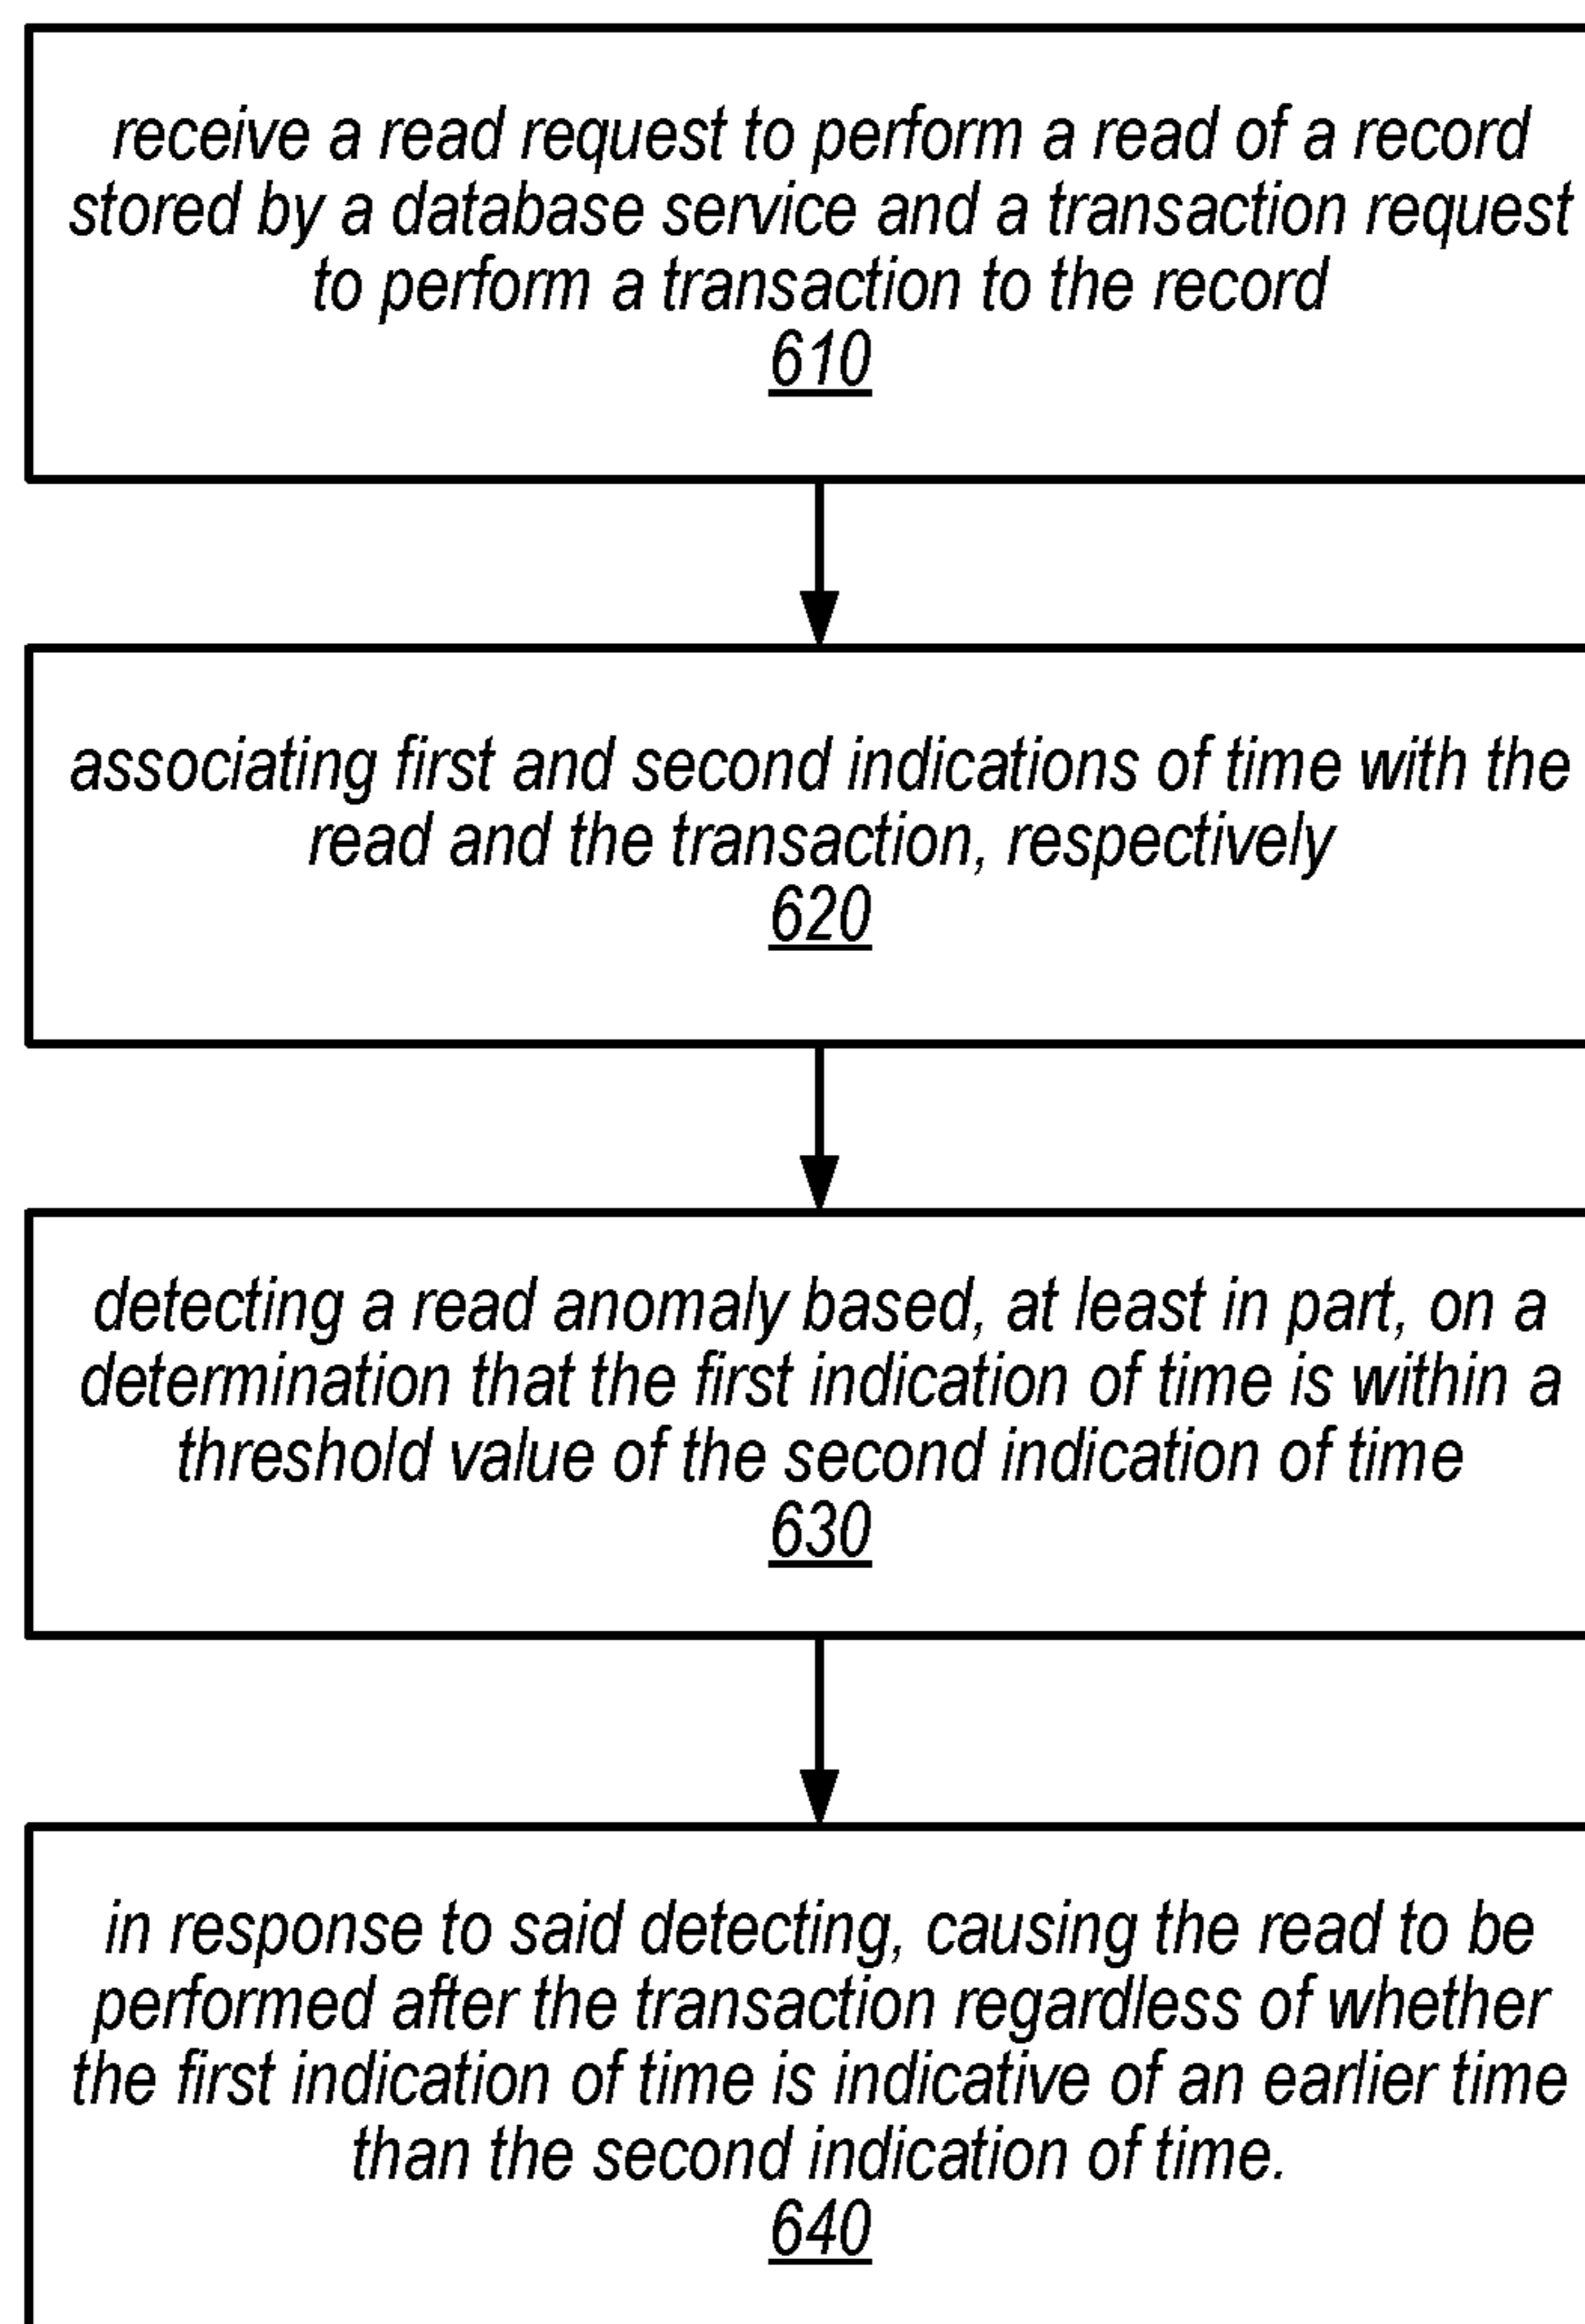 receive a read request to perform a read of a record
stored by a database service and a transaction request
to perform a transaction to the record
610
associating first and second indications of time with the
read and the transaction, respectively
620
detecting a read anomaly based, at least in part, on a
determination that the first indication of time is within a
threshold value of the second indication of time
630
in response to said detecting, causing the read to be
performed after the transaction regardless of whether
the first indication of time is indicative of an earlier time
than the second indication of time.
640